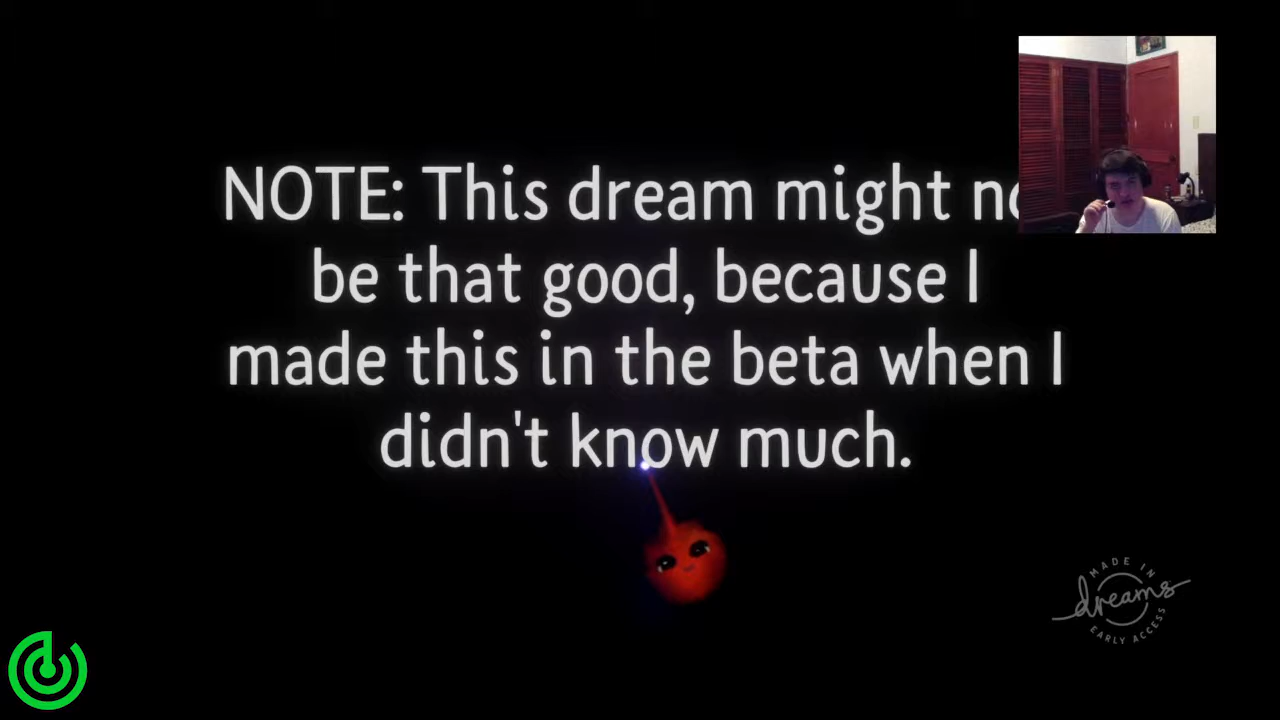 NOTE: This dream might
be that good, because I
made this in the beta when I
didn't know much.
MADE IN
dreams
EARLY ACCESS